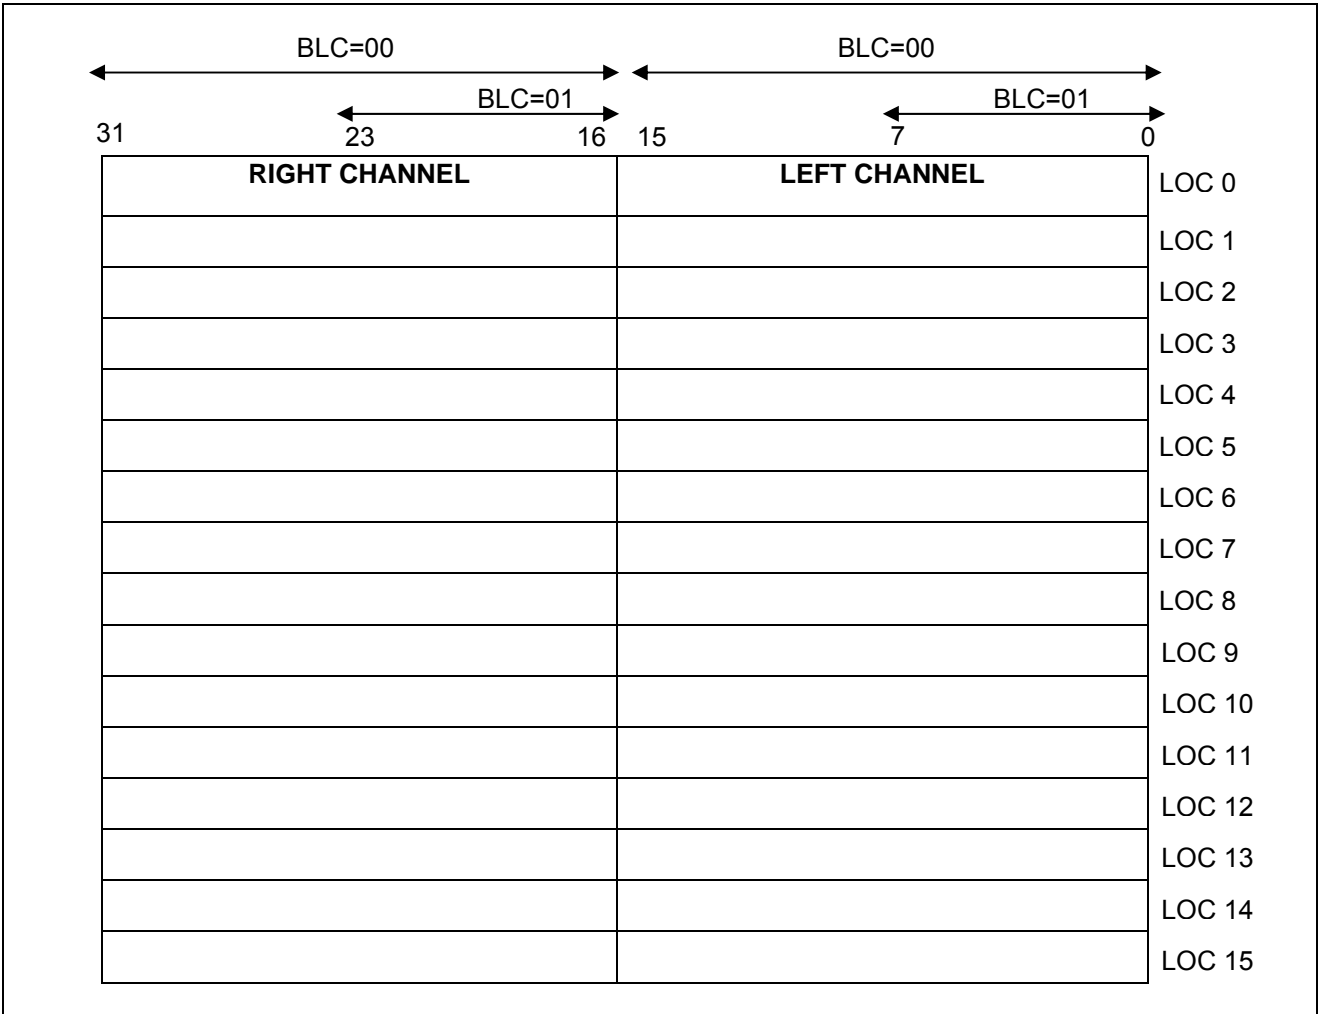 BLC=00 BLC=00
BLC=01 BLC=01
31 23 16 15 7 0
RIGHT CHANNEL LEFT CHANNEL LOC 0
LOC 1
LOC 2
LOC 3
LOC 4
LOC 5
LOC 6
LOC 7
LOC 8
LOC 9
LOC 10
LOC 11
LOC 12
LOC 13
LOC 14
LOC 15